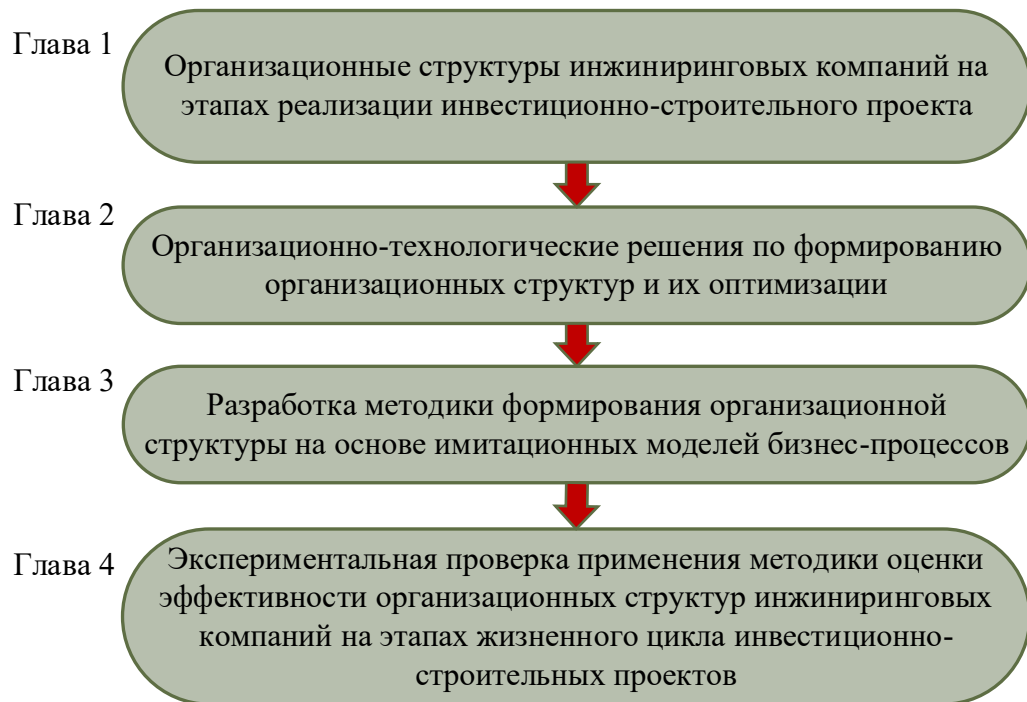 Глава 1
Организационные структуры инжиниринговых компаний на
этапах реализации инвестиционно-строительного проекта
Глава 2
Организационно-технологические решения по формированию
организационных структур и их оптимизации
Глава 3
Разработка методики формирования организационной
структуры на основе имитационных моделей бизнес-процессов
Глава 4
Экспериментальная проверка применения методики оценки
эффективности организационных структур инжиниринговых
компаний на этапах жизненного цикла инвестиционно-
строительных проектов